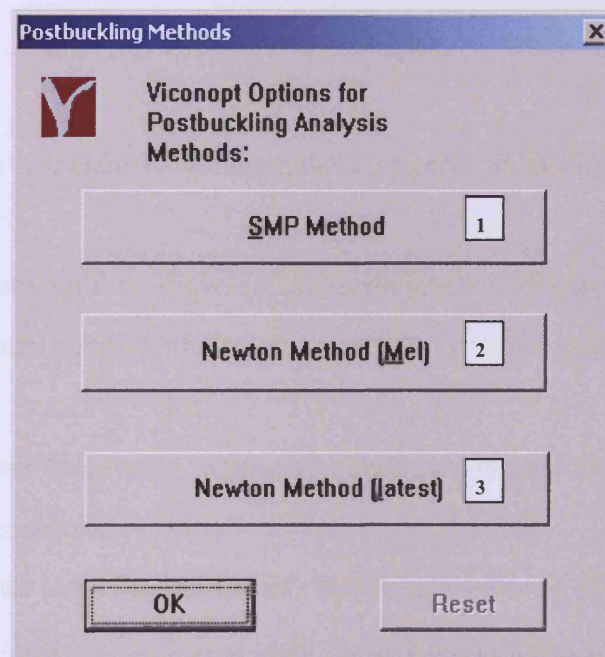 Postbuckling Methods
Viconopt Options for
Postbuckling Analysis
Methods:
SMP Method 1
Newton Method (Mel) 2
Newton Method (latest) 3
OK Reset